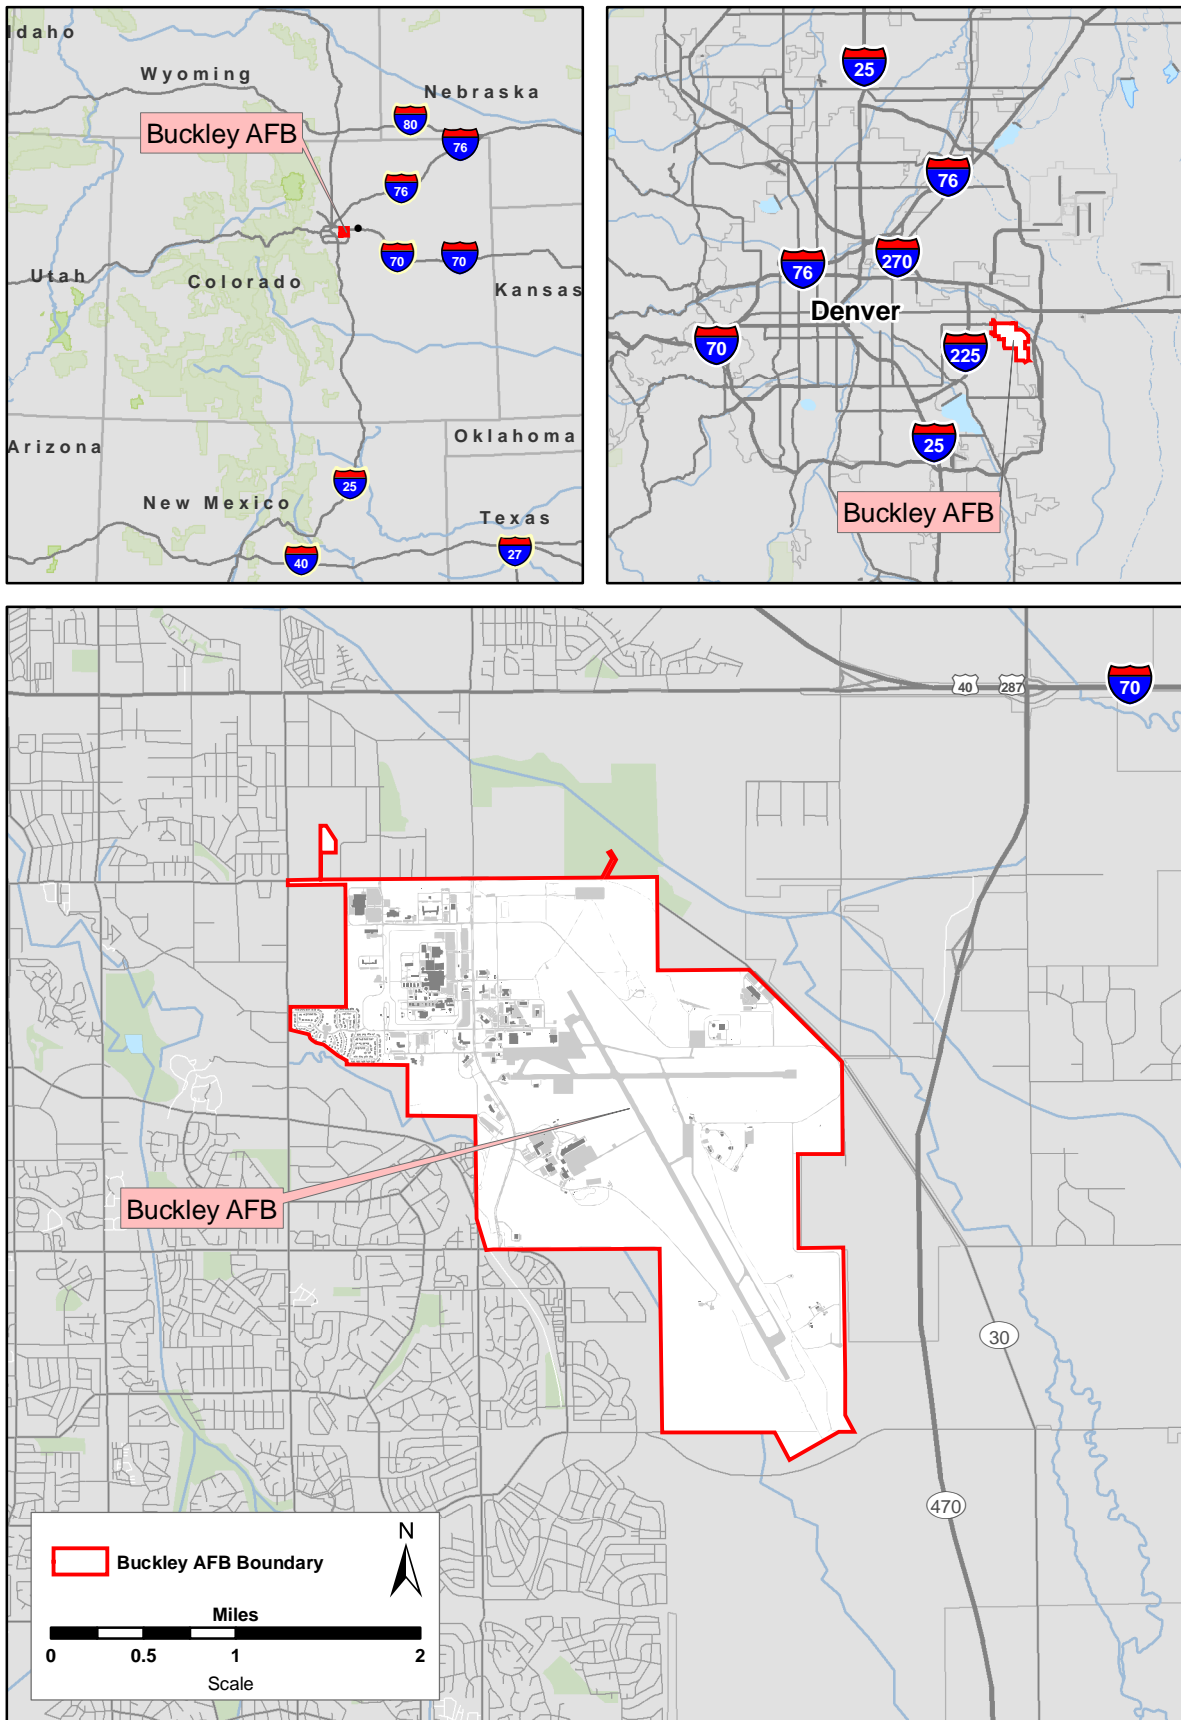 Idaho
Wyoming
Nebraska
Buckley AFB
80
76
76
70
70
Utah
Colorado
Kansas
Arizona
Oklahoma
25
New Mexico
Texas
40
27
25
76
76
270
Denver
70
225
25
Buckley AFB
40
287
70
Buckley AFB
30
470
N
Buckley AFB Boundary
Miles
0
0.5
1
2
Scale